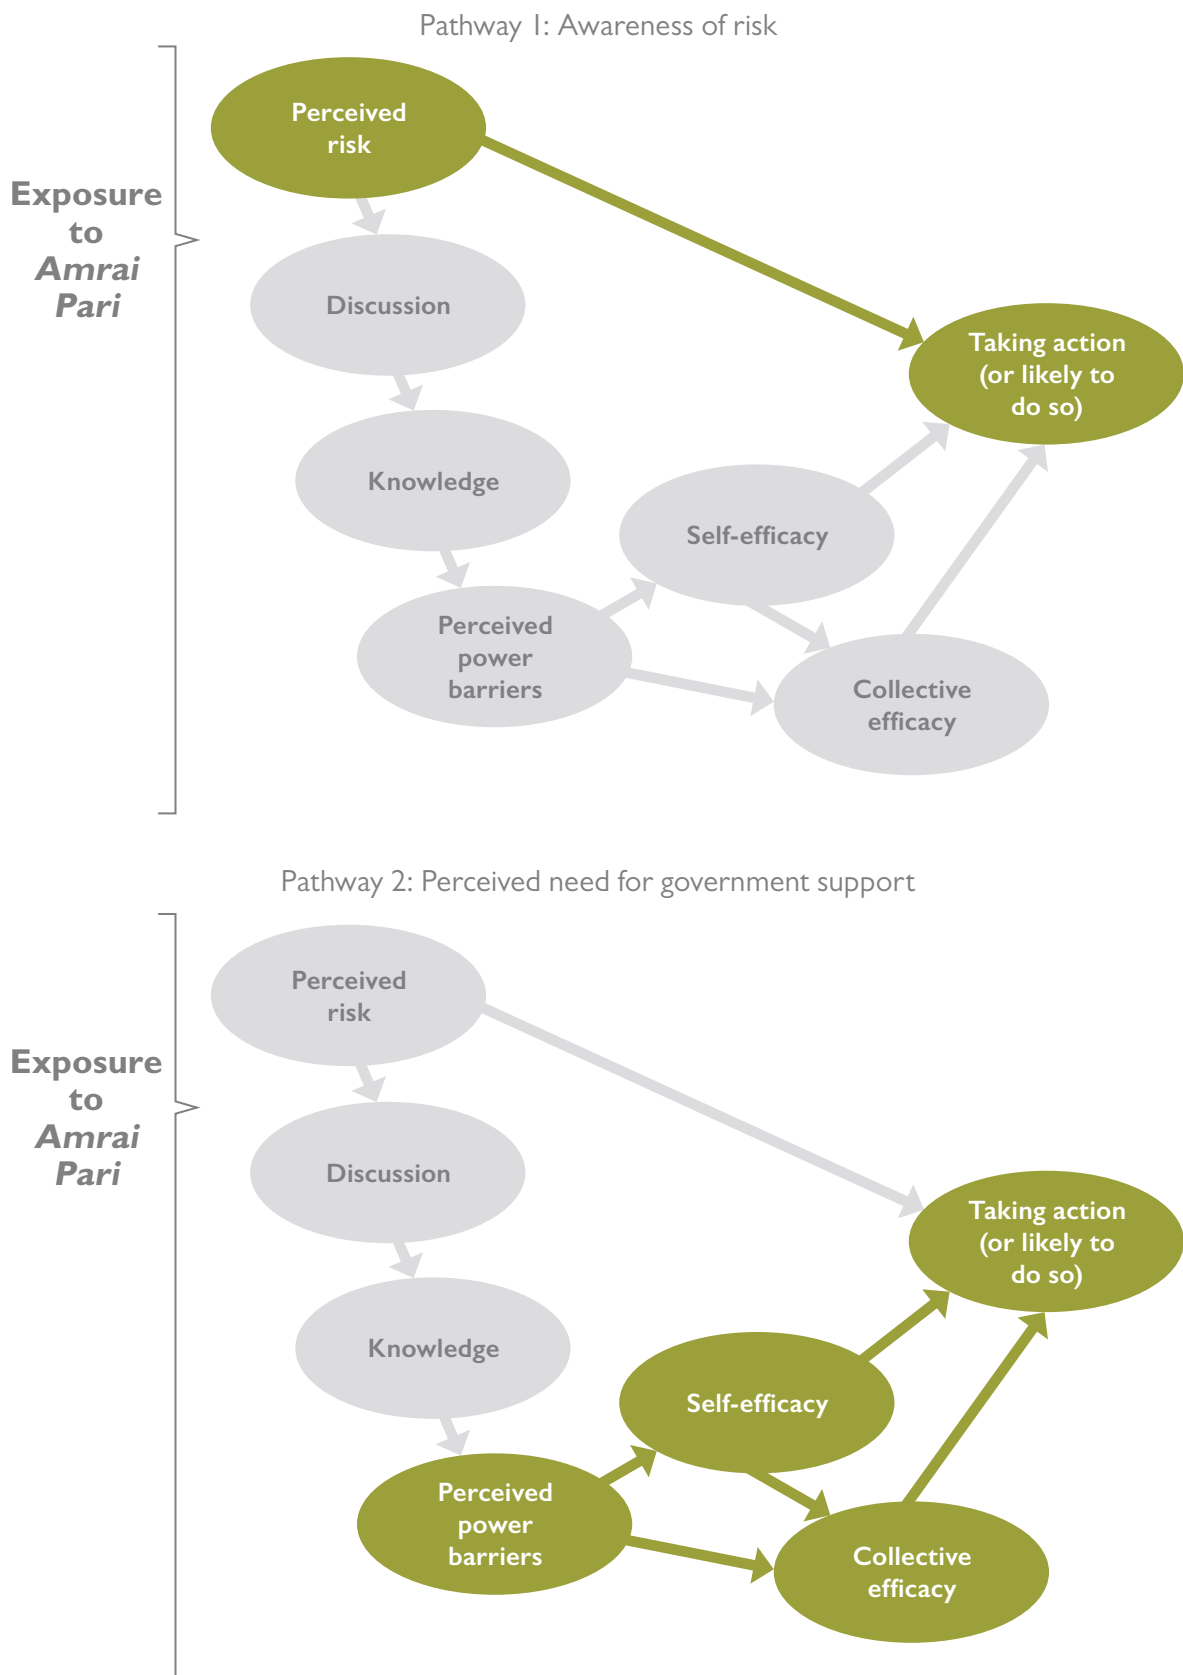 Pathway 1: Awareness of risk
Exposure
to
Amrai
Pari
Perceived
risk
Discussion
Knowledge
Perceived
power
barriers
Self-efficacy
Collective
efficacy
Taking action
(or likely to
do so)
Pathway 2: Perceived need for government support
Exposure
to
Amrai
Pari
Perceived
risk
Discussion
Knowledge
Perceived
power
barriers
Self-efficacy
Collective
efficacy
Taking action
(or likely to
do so)